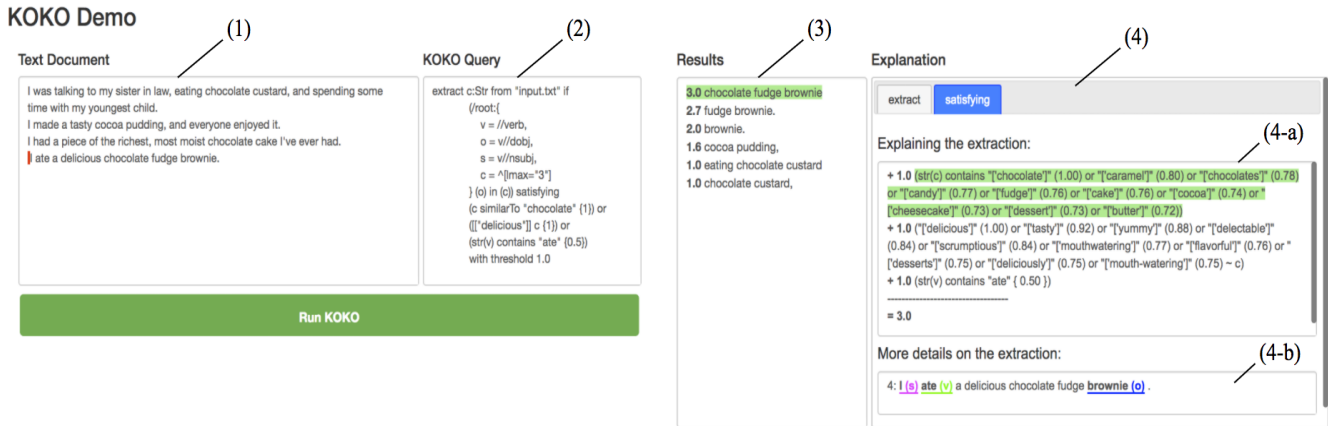 KOKO Demo
(1)
(2)
(3)
(4)
Text Document
KOKO Query
Results
Explanation
I was talking to my sister in law, eating chocolate custard, and spending some
time with my youngest child.
I made a tasty cocoa pudding, and everyone enjoyed it.
I had a piece of the richest, most moist chocolate cake I've ever had.
I ate a delicious chocolate fudge brownie.
extract c:Str from "input.txt" if
(/root:{
v = //verb,
o = v//dobj,
s = v//nsubj,
c = ^[lmax="3"]
} (o) in (c)) satisfying
(c similarTo "chocolate" {1}) or
([["delicious"]] c {1}) or
(str(v) contains "ate" {0.5})
with threshold 1.0
Run KOKO
3.0 chocolate fudge brownie
2.7 fudge brownie.
2.0 brownie.
1.6 cocoa pudding,
1.0 eating chocolate custard
1.0 chocolate custard,
extract satisfying
(4-a)
Explaining the extraction:
+ 1.0 (str(c) contains "['chocolate']" (1.00) or "['caramel']" (0.80) or "['chocolates']" (0.78)
or "['candy']" (0.77) or "['fudge']" (0.76) or "['cake']" (0.76) or "['cocoa']" (0.74) or "
['cheesecake']" (0.73) or "['dessert']" (0.73) or "['butter']" (0.72))
+ 1.0 ("['delicious']" (1.00) or "['tasty']" (0.92) or "['yummy']" (0.88) or "['delectable']"
(0.84) or "['scrumptious']" (0.84) or "['mouthwatering']" (0.77) or "['flavorful']" (0.76) or "
['desserts']" (0.75) or "['deliciously']" (0.75) or "['mouth-watering']" (0.75) ~ c)
+ 1.0 (str(v) contains "ate" { 0.50 })
----------------------------------
= 3.0
More details on the extraction:
(4-b)
4: I (s) ate (v) a delicious chocolate fudge brownie (o) .